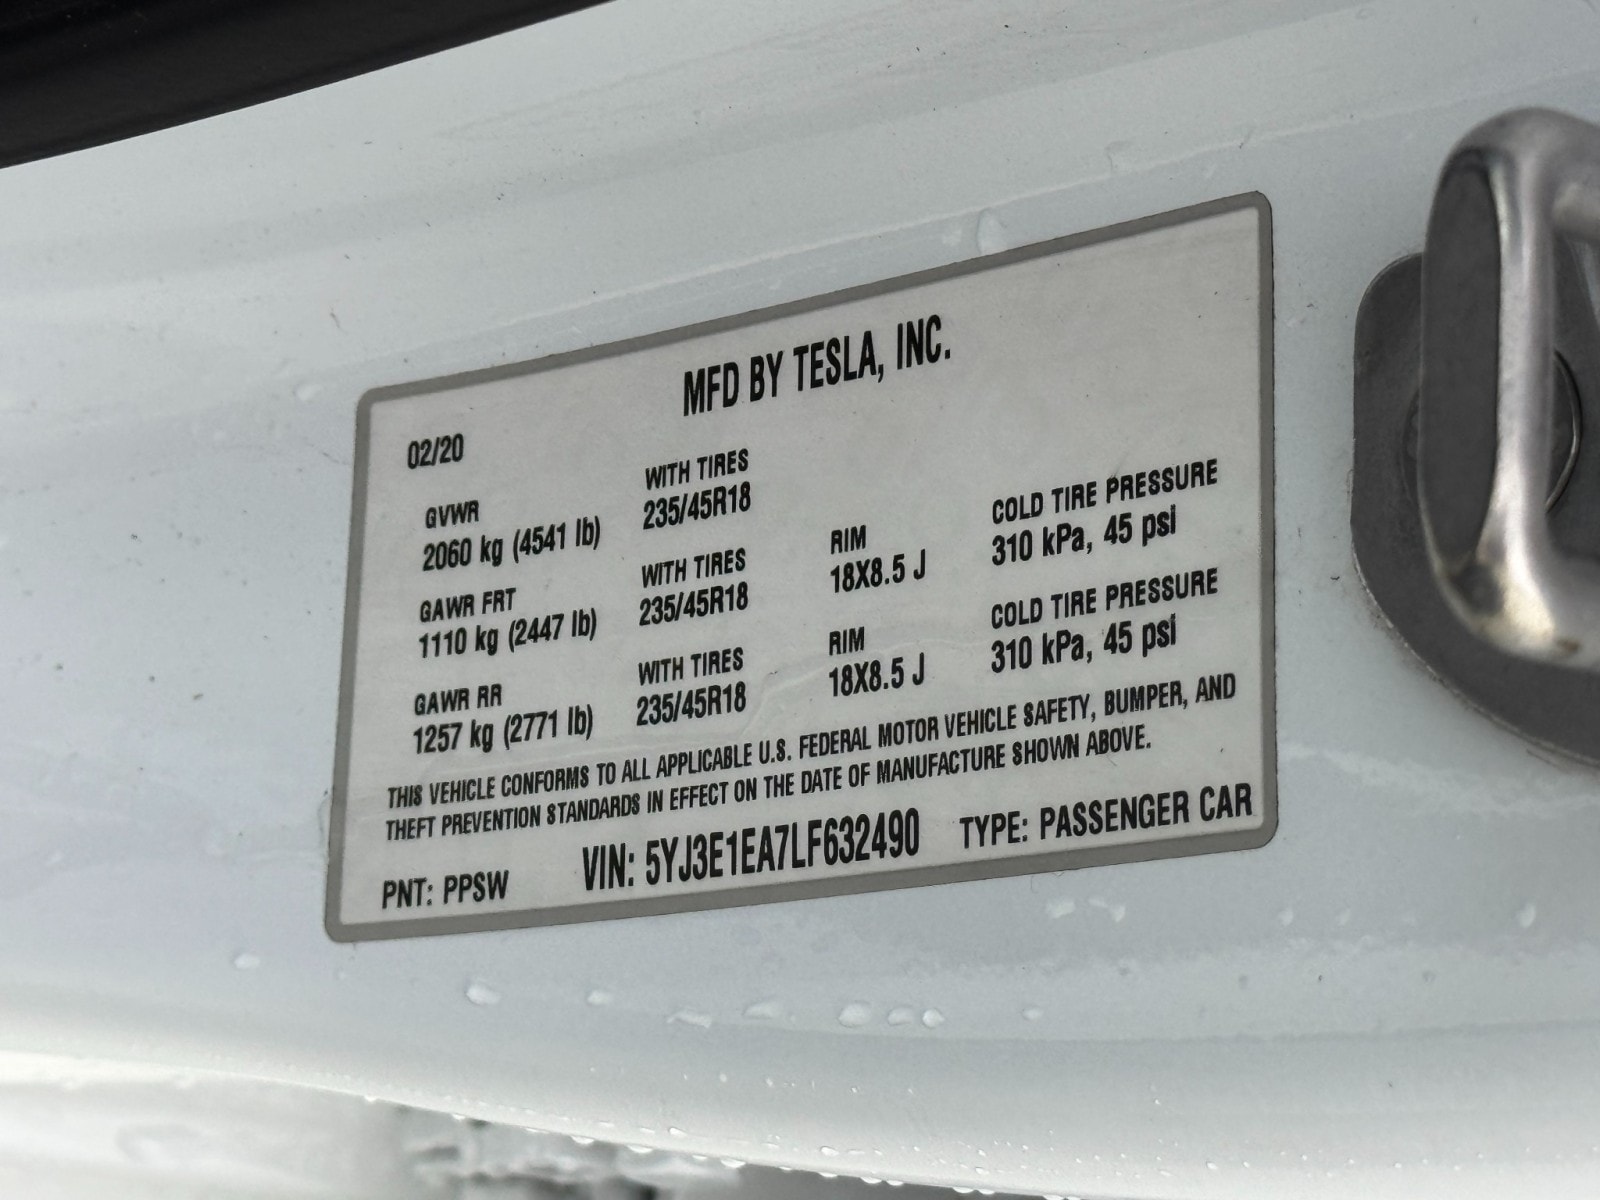 MFD BY TESLA, INC.
02/20
GVWR
2060 kg (4541 lb)
WITH TIRES
235/45R18
GAWR FRT
1110 kg (2447 lb)
WITH TIRES
235/45R18
RIM
18X8.5 J
COLD TIRE PRESSURE
310 kPa, 45 psi
GAWR RR
1257 kg (2771 lb)
WITH TIRES
235/45R18
RIM
18X8.5 J
COLD TIRE PRESSURE
310 kPa, 45 psi
THIS VEHICLE CONFORMS TO ALL APPLICABLE U.S. FEDERAL MOTOR VEHICLE SAFETY, BUMPER, AND
THEFT PREVENTION STANDARDS IN EFFECT ON THE DATE OF MANUFACTURE SHOWN ABOVE.
PNT: PPSW
VIN: 5YJ3E1EA7LF632490
TYPE: PASSENGER CAR